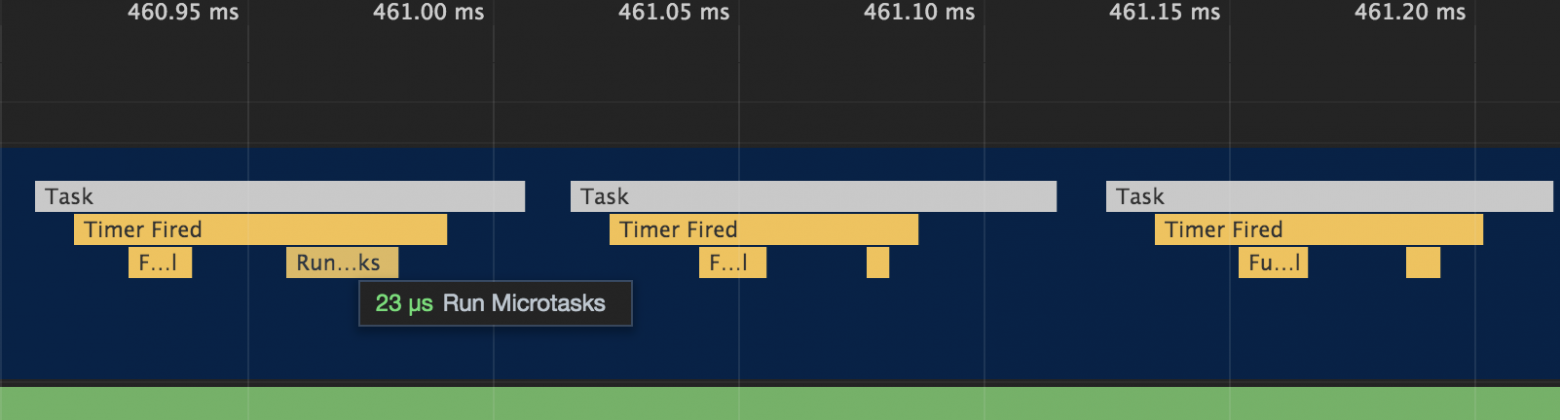 460.95 ms 461.00 ms 461.05 ms 461.10 ms 461.15 ms 461.20 ms
Task Task Task
Timer Fired Timer Fired Timer Fired
F...l Run...ks F...l Fu...l
23 µs Run Microtasks